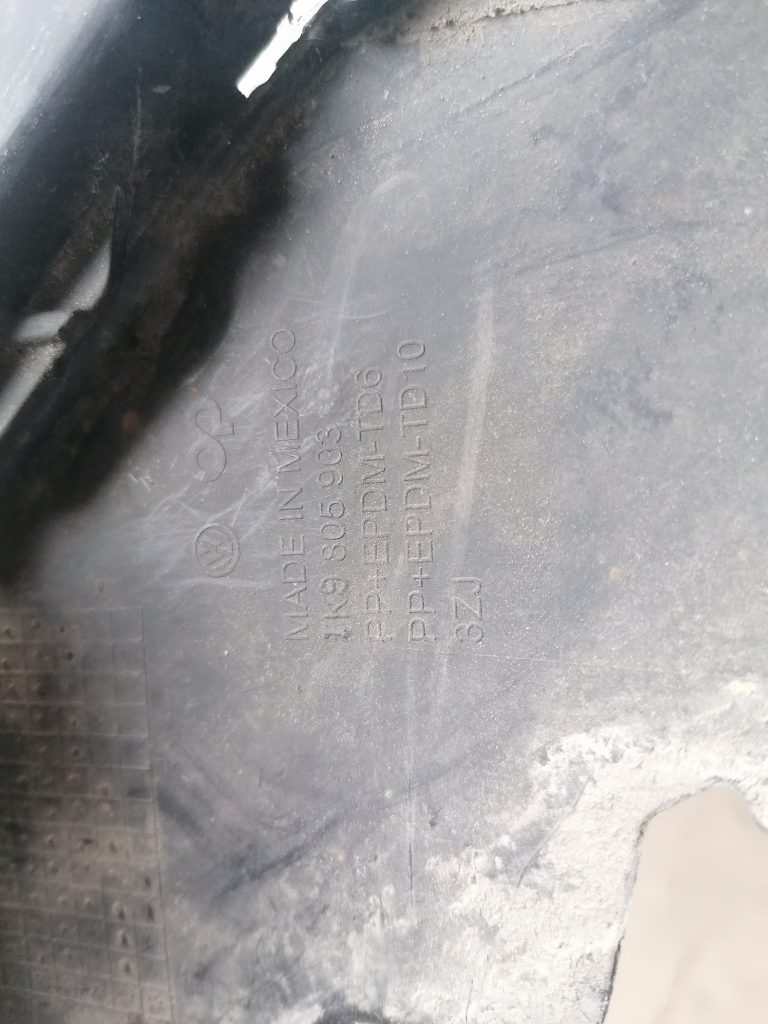 MADE IN MEXICO
1K9 805 903
PP+EPDM-TD6
PP+EPDM-TD10
3ZJ